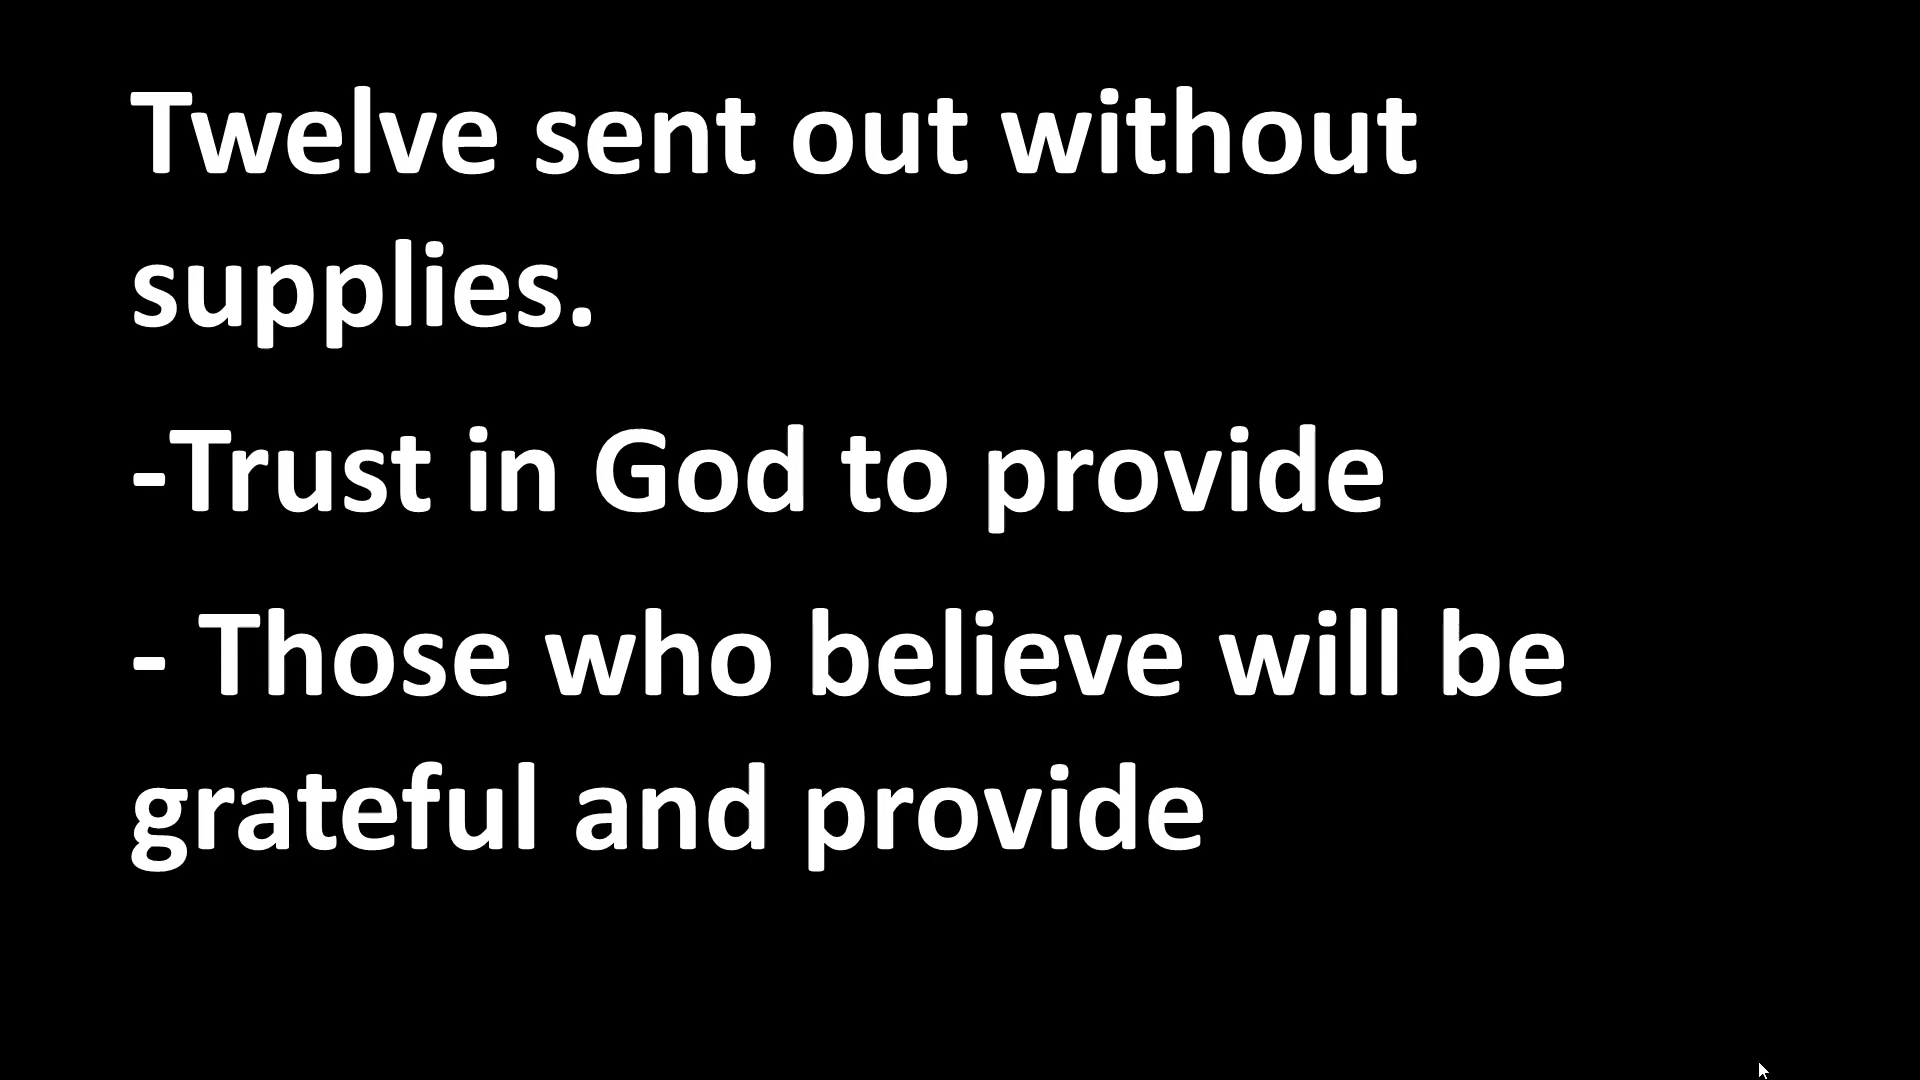 Twelve sent out without
supplies.
-Trust in God to provide
- Those who believe will be
grateful and provide